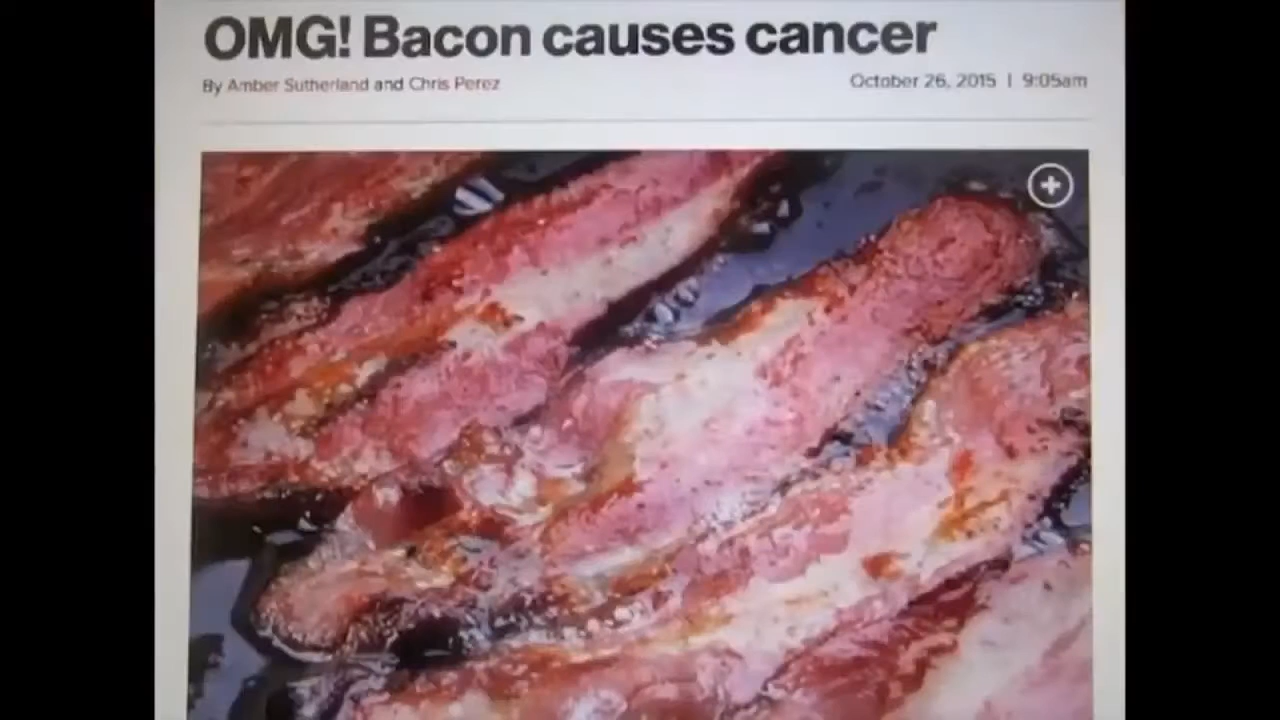 OMG! Bacon causes cancer
By Amber Sutherland and Chris Perez October 26, 2015 | 9:05am